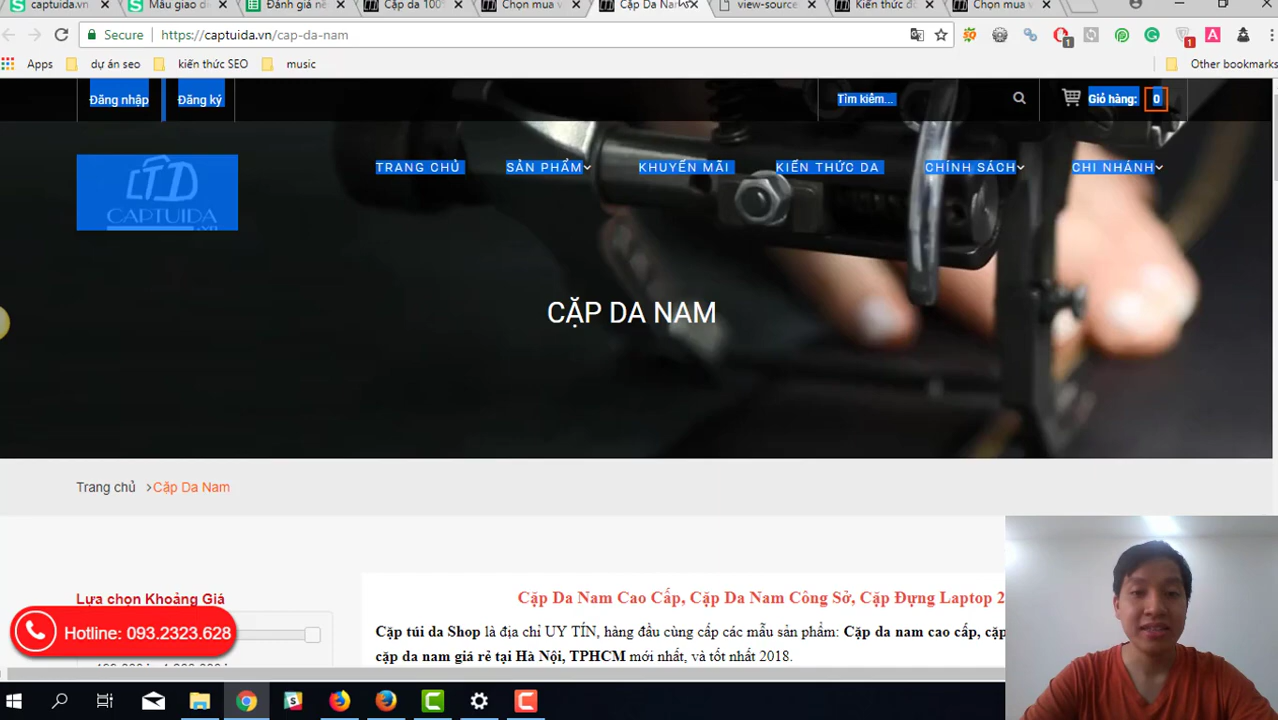 captuida.vn
Mẫu giao d
Đánh giá nề
Cặp da 100
Chọn mua v
Cặp Da Na
view-source
Kiến thức đ
Chọn mua v
Secure
https://captuida.vn/cap-da-nam
Apps
dự án seo
kiến thức SEO
music
Other bookmarks
Đăng nhập
Đăng ký
Tìm kiếm...
Giỏ hàng:
0
CTD
CAPTUIDA
TRANG CHỦ
SẢN PHẨM
KHUYẾN MÃI
KIẾN THỨC DA
CHÍNH SÁCH
CHI NHÁNH
CẶP DA NAM
Trang chủ >Cặp Da Nam
Lựa chọn Khoảng Giá
Hotline: 093.2323.628
Cặp Da Nam Cao Cấp, Cặp Da Nam Công Sở, Cặp Đựng Laptop 2
Cặp túi da Shop là địa chỉ UY TÍN, hàng đầu cùng cấp các mẫu sản phẩm: Cặp da nam cao cấp, cặp
cặp da nam giá rẻ tại Hà Nội, TPHCM mới nhất, và tốt nhất 2018.